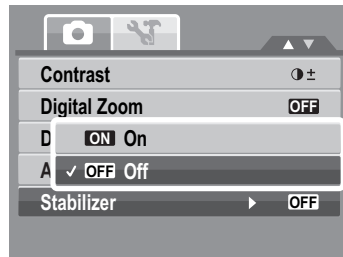 Contrast ±
Digital Zoom OFF
D ON On
A ✓ OFF Off
Stabilizer OFF